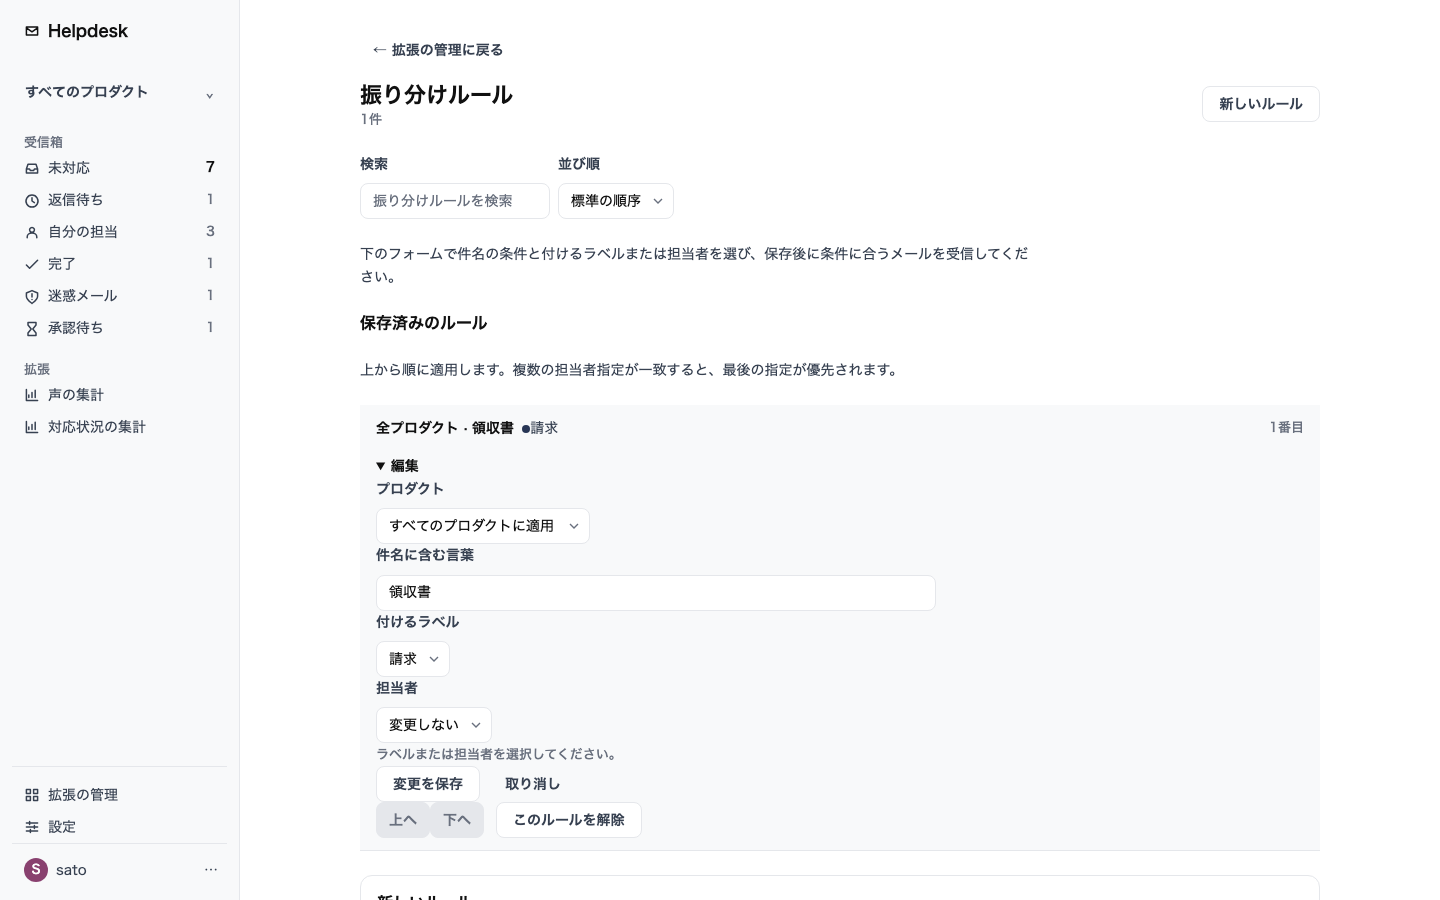 Helpdesk
すべてのプロダクト
受信箱
未対応 7
返信待ち 1
自分の担当 3
完了 1
迷惑メール 1
承認待ち 1
拡張
声の集計
対応状況の集計
拡張の管理
設定
S sato …
← 拡張の管理に戻る
振り分けルール
1件
新しいルール
検索 並び順
振り分けルールを検索 標準の順序
下のフォームで件名の条件と付けるラベルまたは担当者を選び、保存後に条件に合うメールを受信してくだ
さい。
保存済みのルール
上から順に適用します。複数の担当者指定が一致すると、最後の指定が優先されます。
全プロダクト · 領収書 ●請求 1番目
▼ 編集
プロダクト
すべてのプロダクトに適用
件名に含む言葉
領収書
付けるラベル
請求
担当者
変更しない
ラベルまたは担当者を選択してください。
変更を保存 取り消し
上へ 下へ このルールを解除
新しいルール